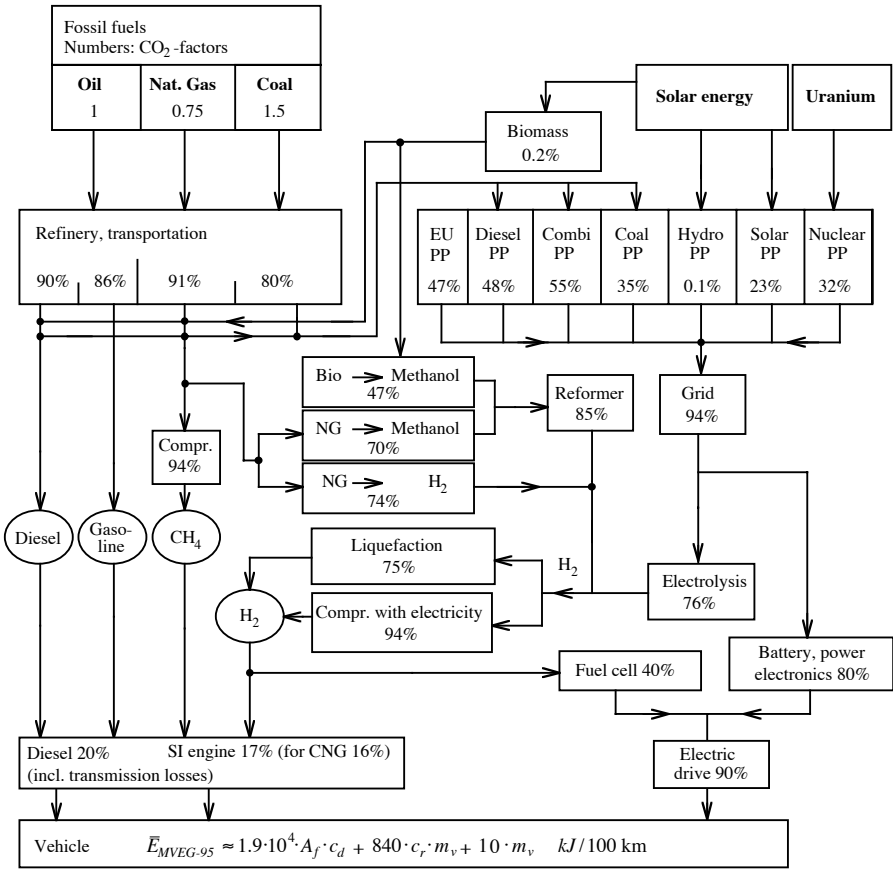 Fossil fuels
Numbers: CO₂-factors
Oil
1
Nat. Gas
0.75
Coal
1.5
Solar energy
Uranium
Biomass
0.2%
Refinery, transportation
90%
86%
91%
80%
EU
PP
47%
Diesel
PP
48%
Combi
PP
55%
Coal
PP
35%
Hydro
PP
0.1%
Solar
PP
23%
Nuclear
PP
32%
Bio → Methanol
47%
NG → Methanol
70%
NG → H₂
74%
Reformer
85%
Grid
94%
Compr.
94%
Diesel
Gaso-
line
CH₄
Liquefaction
75%
H₂
Electrolysis
76%
H₂
Compr. with electricity
94%
Fuel cell 40%
Battery, power
electronics 80%
Diesel 20%
SI engine 17% (for CNG 16%)
(incl. transmission losses)
Electric
drive 90%
Vehicle E̅_MVEG-95 ≈ 1.9·10⁴·A_f·c_d + 840·c_r·m_v + 10·m_v kJ/100 km